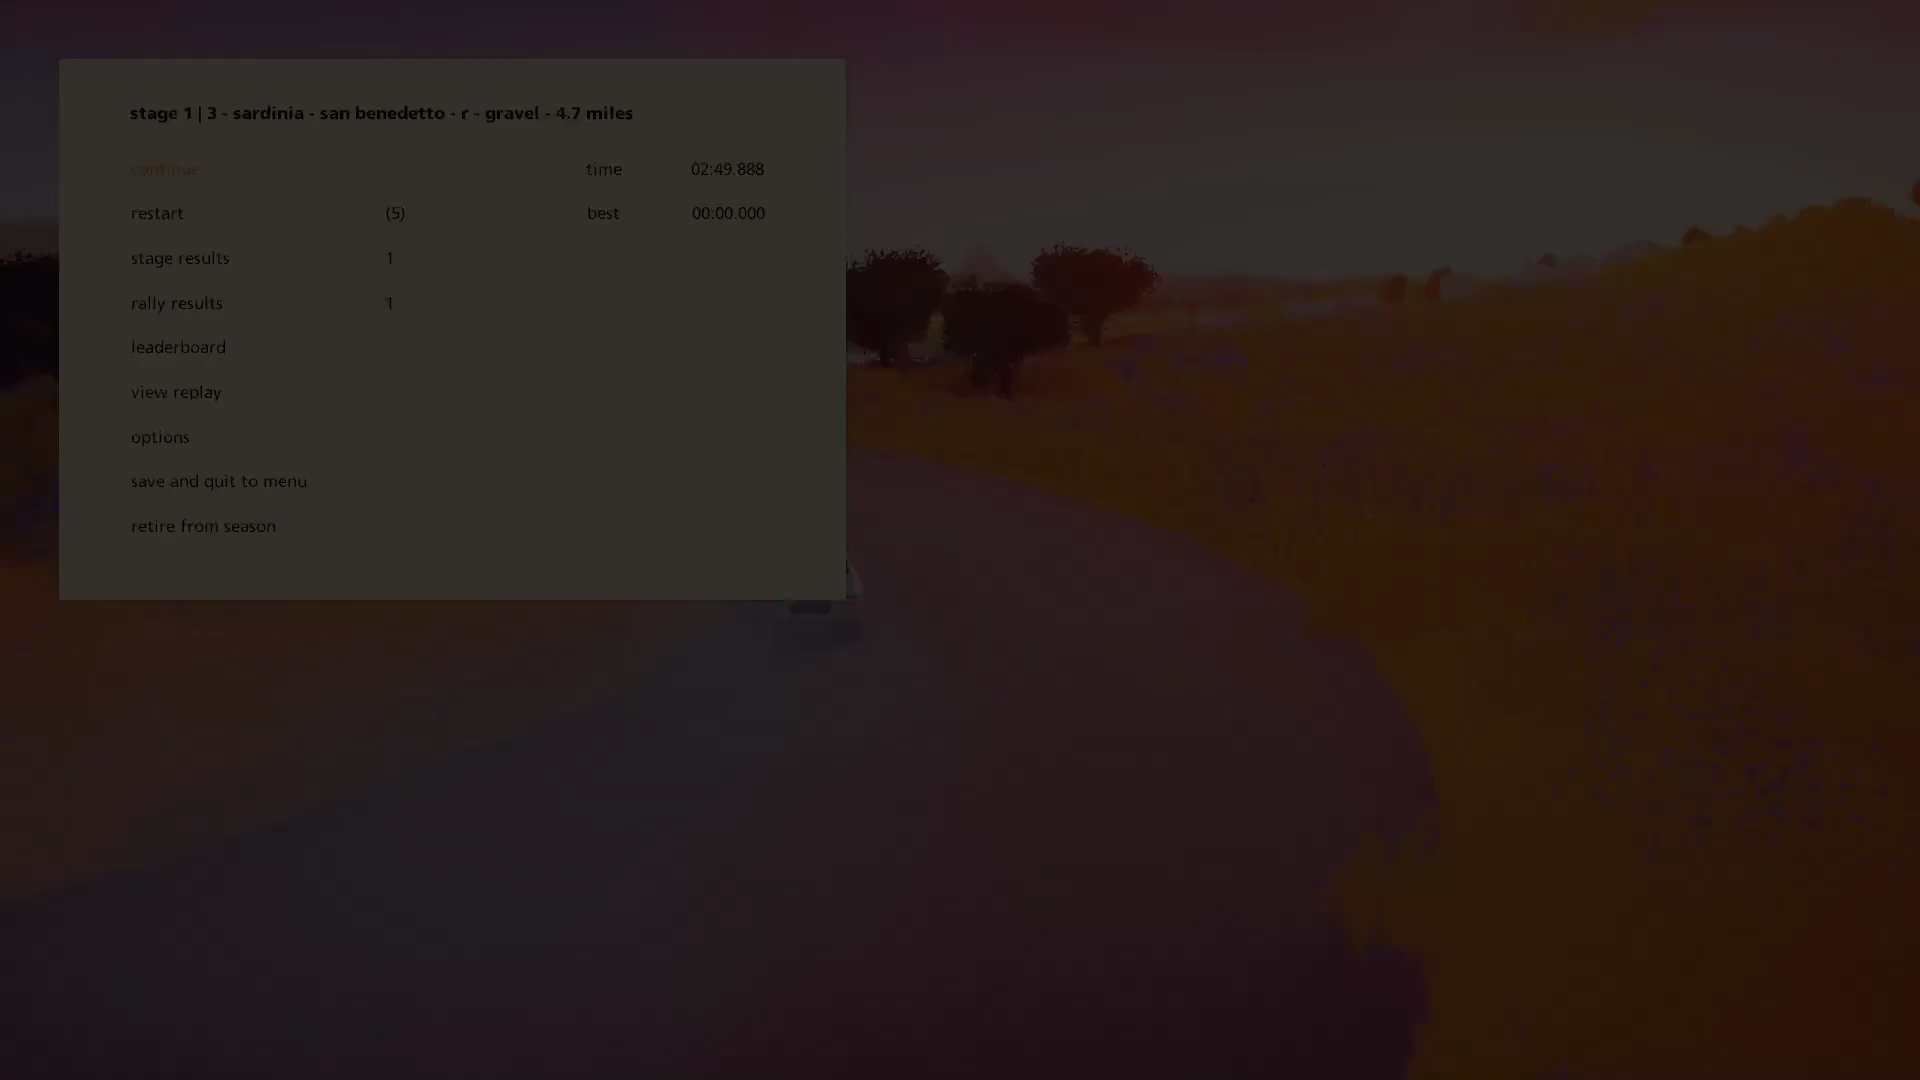 stage 1 | 3 - sardinia - san benedetto - r - gravel - 4.7 miles
continue time 02:49.888
restart (5) best 00:00.000
stage results 1
rally results 1
leaderboard
view replay
options
save and quit to menu
retire from season